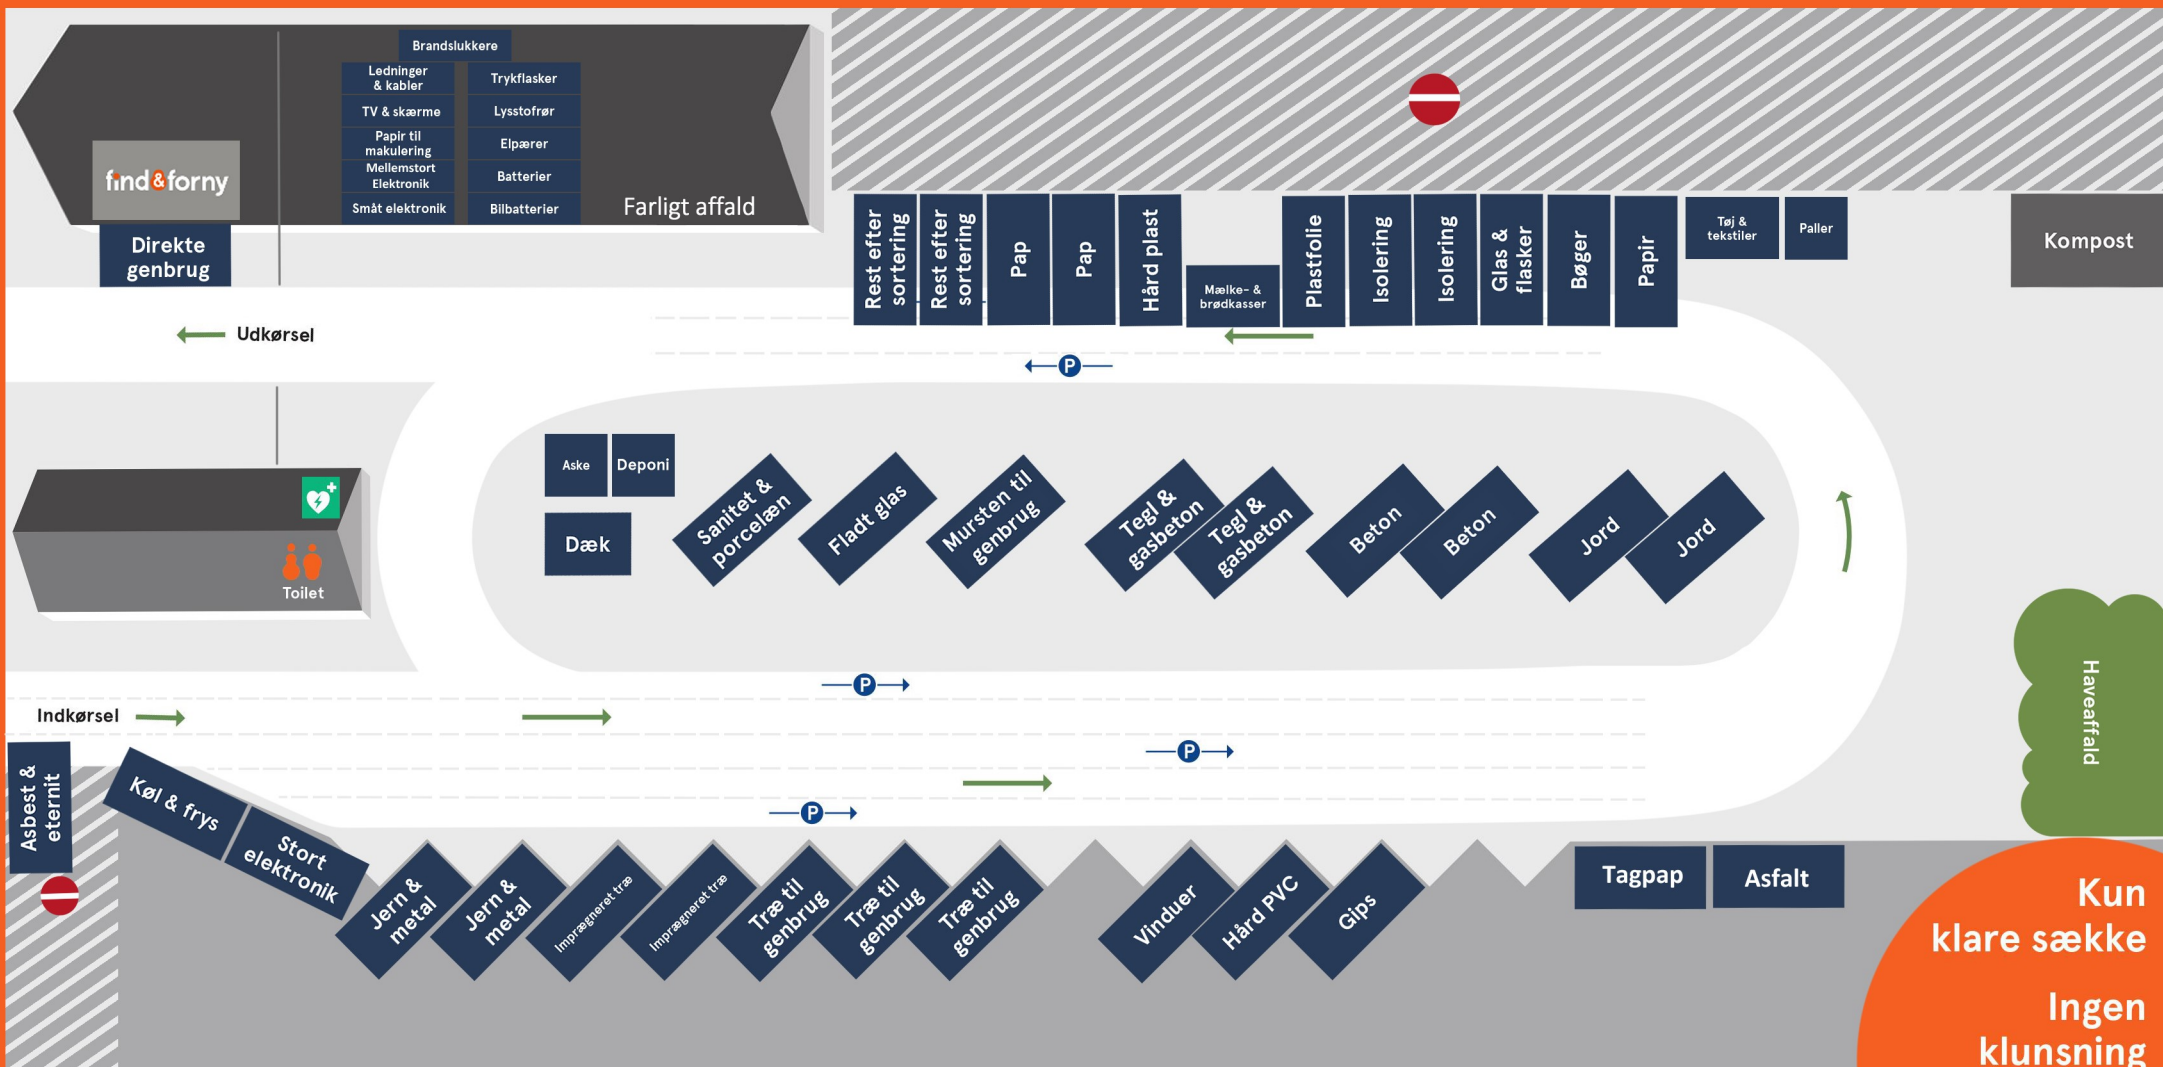 Brandslukkere
Ledninger
& kabler
Trykflasker
TV & skærme
Lysstofrør
Papir til
makulering
Elpærer
Mellemstort
Elektronik
Batterier
Småt elektronik
Bilbatterier
Farligt affald
find&forny
Direkte
genbrug
Rest efter
sortering
Rest efter
sortering
Pap
Pap
Hård plast
Mælke- &
brødkasser
Plastfolie
Isolering
Isolering
Glas &
flasker
Bøger
Papir
Tøj &
tekstiler
Paller
Kompost
Udkørsel
P
Aske
Deponi
Dæk
Sanitet &
porcelæn
Fladt glas
Mursten til
genbrug
Tegl &
gasbeton
Tegl &
gasbeton
Beton
Beton
Jord
Jord
Toilet
P
Indkørsel
P
P
Haveaffald
Asbest &
eternit
Køl & frys
Stort
elektronik
Jern &
metal
Jern &
metal
Imprægneret træ
Imprægneret træ
Træ til
genbrug
Træ til
genbrug
Træ til
genbrug
Vinduer
Hård PVC
Gips
Tagpap
Asfalt
Kun
klare sække
Ingen
klunsning